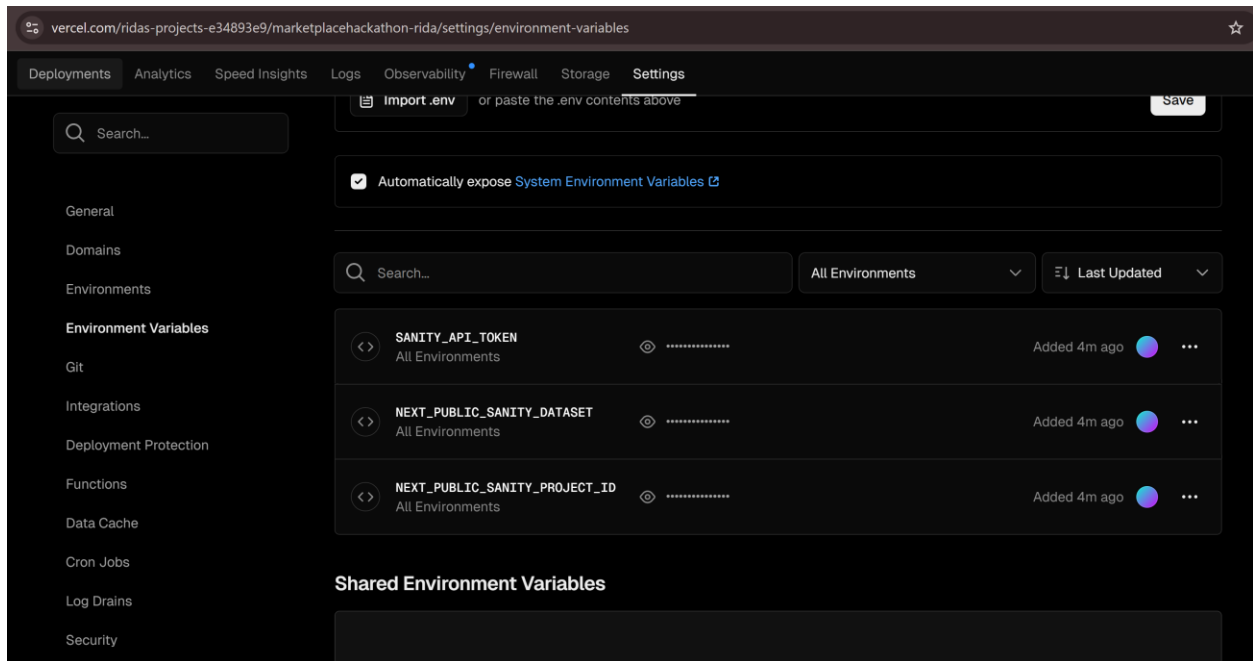 vercel.com/ridas-projects-e34893e9/marketplacehackathon-rida/settings/environment-variables
Deployments Analytics Speed Insights Logs Observability Firewall Storage Settings
Import .env or paste the .env contents above Save
Search...
Automatically expose System Environment Variables
General
Domains
Environments
Environment Variables
Git
Integrations
Deployment Protection
Functions
Data Cache
Cron Jobs
Log Drains
Security
Search... All Environments Last Updated
SANITY_API_TOKEN
All Environments
Added 4m ago
NEXT_PUBLIC_SANITY_DATASET
All Environments
Added 4m ago
NEXT_PUBLIC_SANITY_PROJECT_ID
All Environments
Added 4m ago
Shared Environment Variables